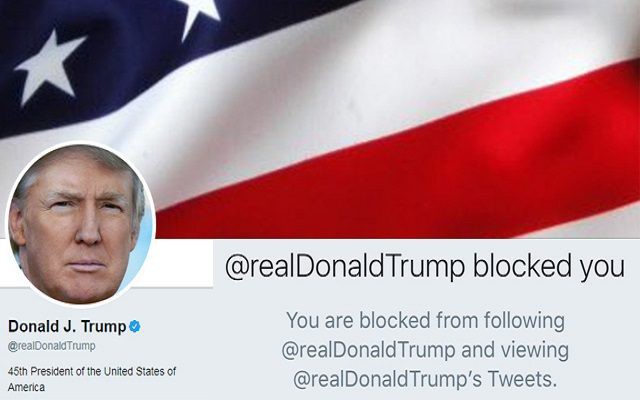 @realDonaldTrump blocked you
You are blocked from following
@realDonaldTrump and viewing
@realDonaldTrump's Tweets.
Donald J. Trump
@realDonaldTrump
45th President of the United States of
America